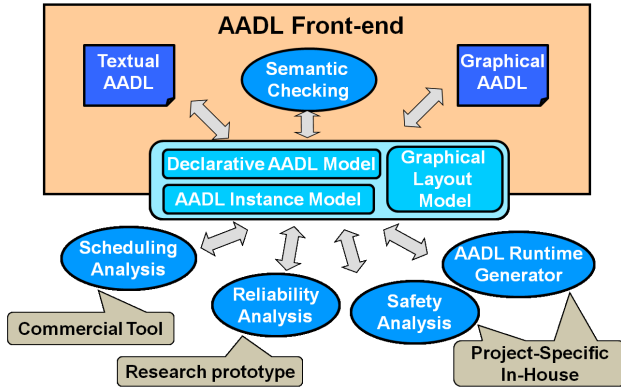 AADL Front-end
Textual
AADL
Semantic
Checking
Graphical
AADL
Declarative AADL Model
AADL Instance Model
Graphical
Layout
Model
Scheduling
Analysis
Reliability
Analysis
Safety
Analysis
AADL Runtime
Generator
Commercial Tool
Research prototype
Project-Specific
In-House